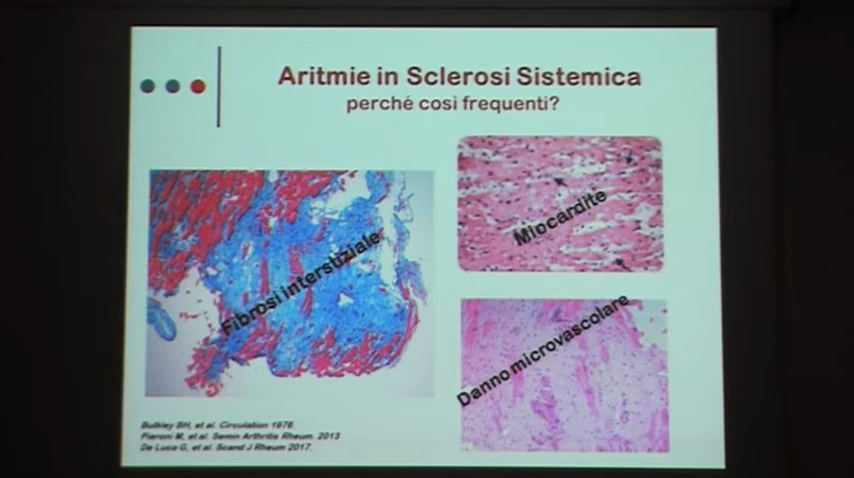 Aritmie in Sclerosi Sistemica
perché così frequenti?
Fibrosi interstiziale
Miocardite
Danno microvascolare
Bulkley BH, et al. Circulation 1976.
Pieroni M, et al. Semin Arthritis Rheum. 2013
De Luca G, et al. Scand J Rheum 2017.